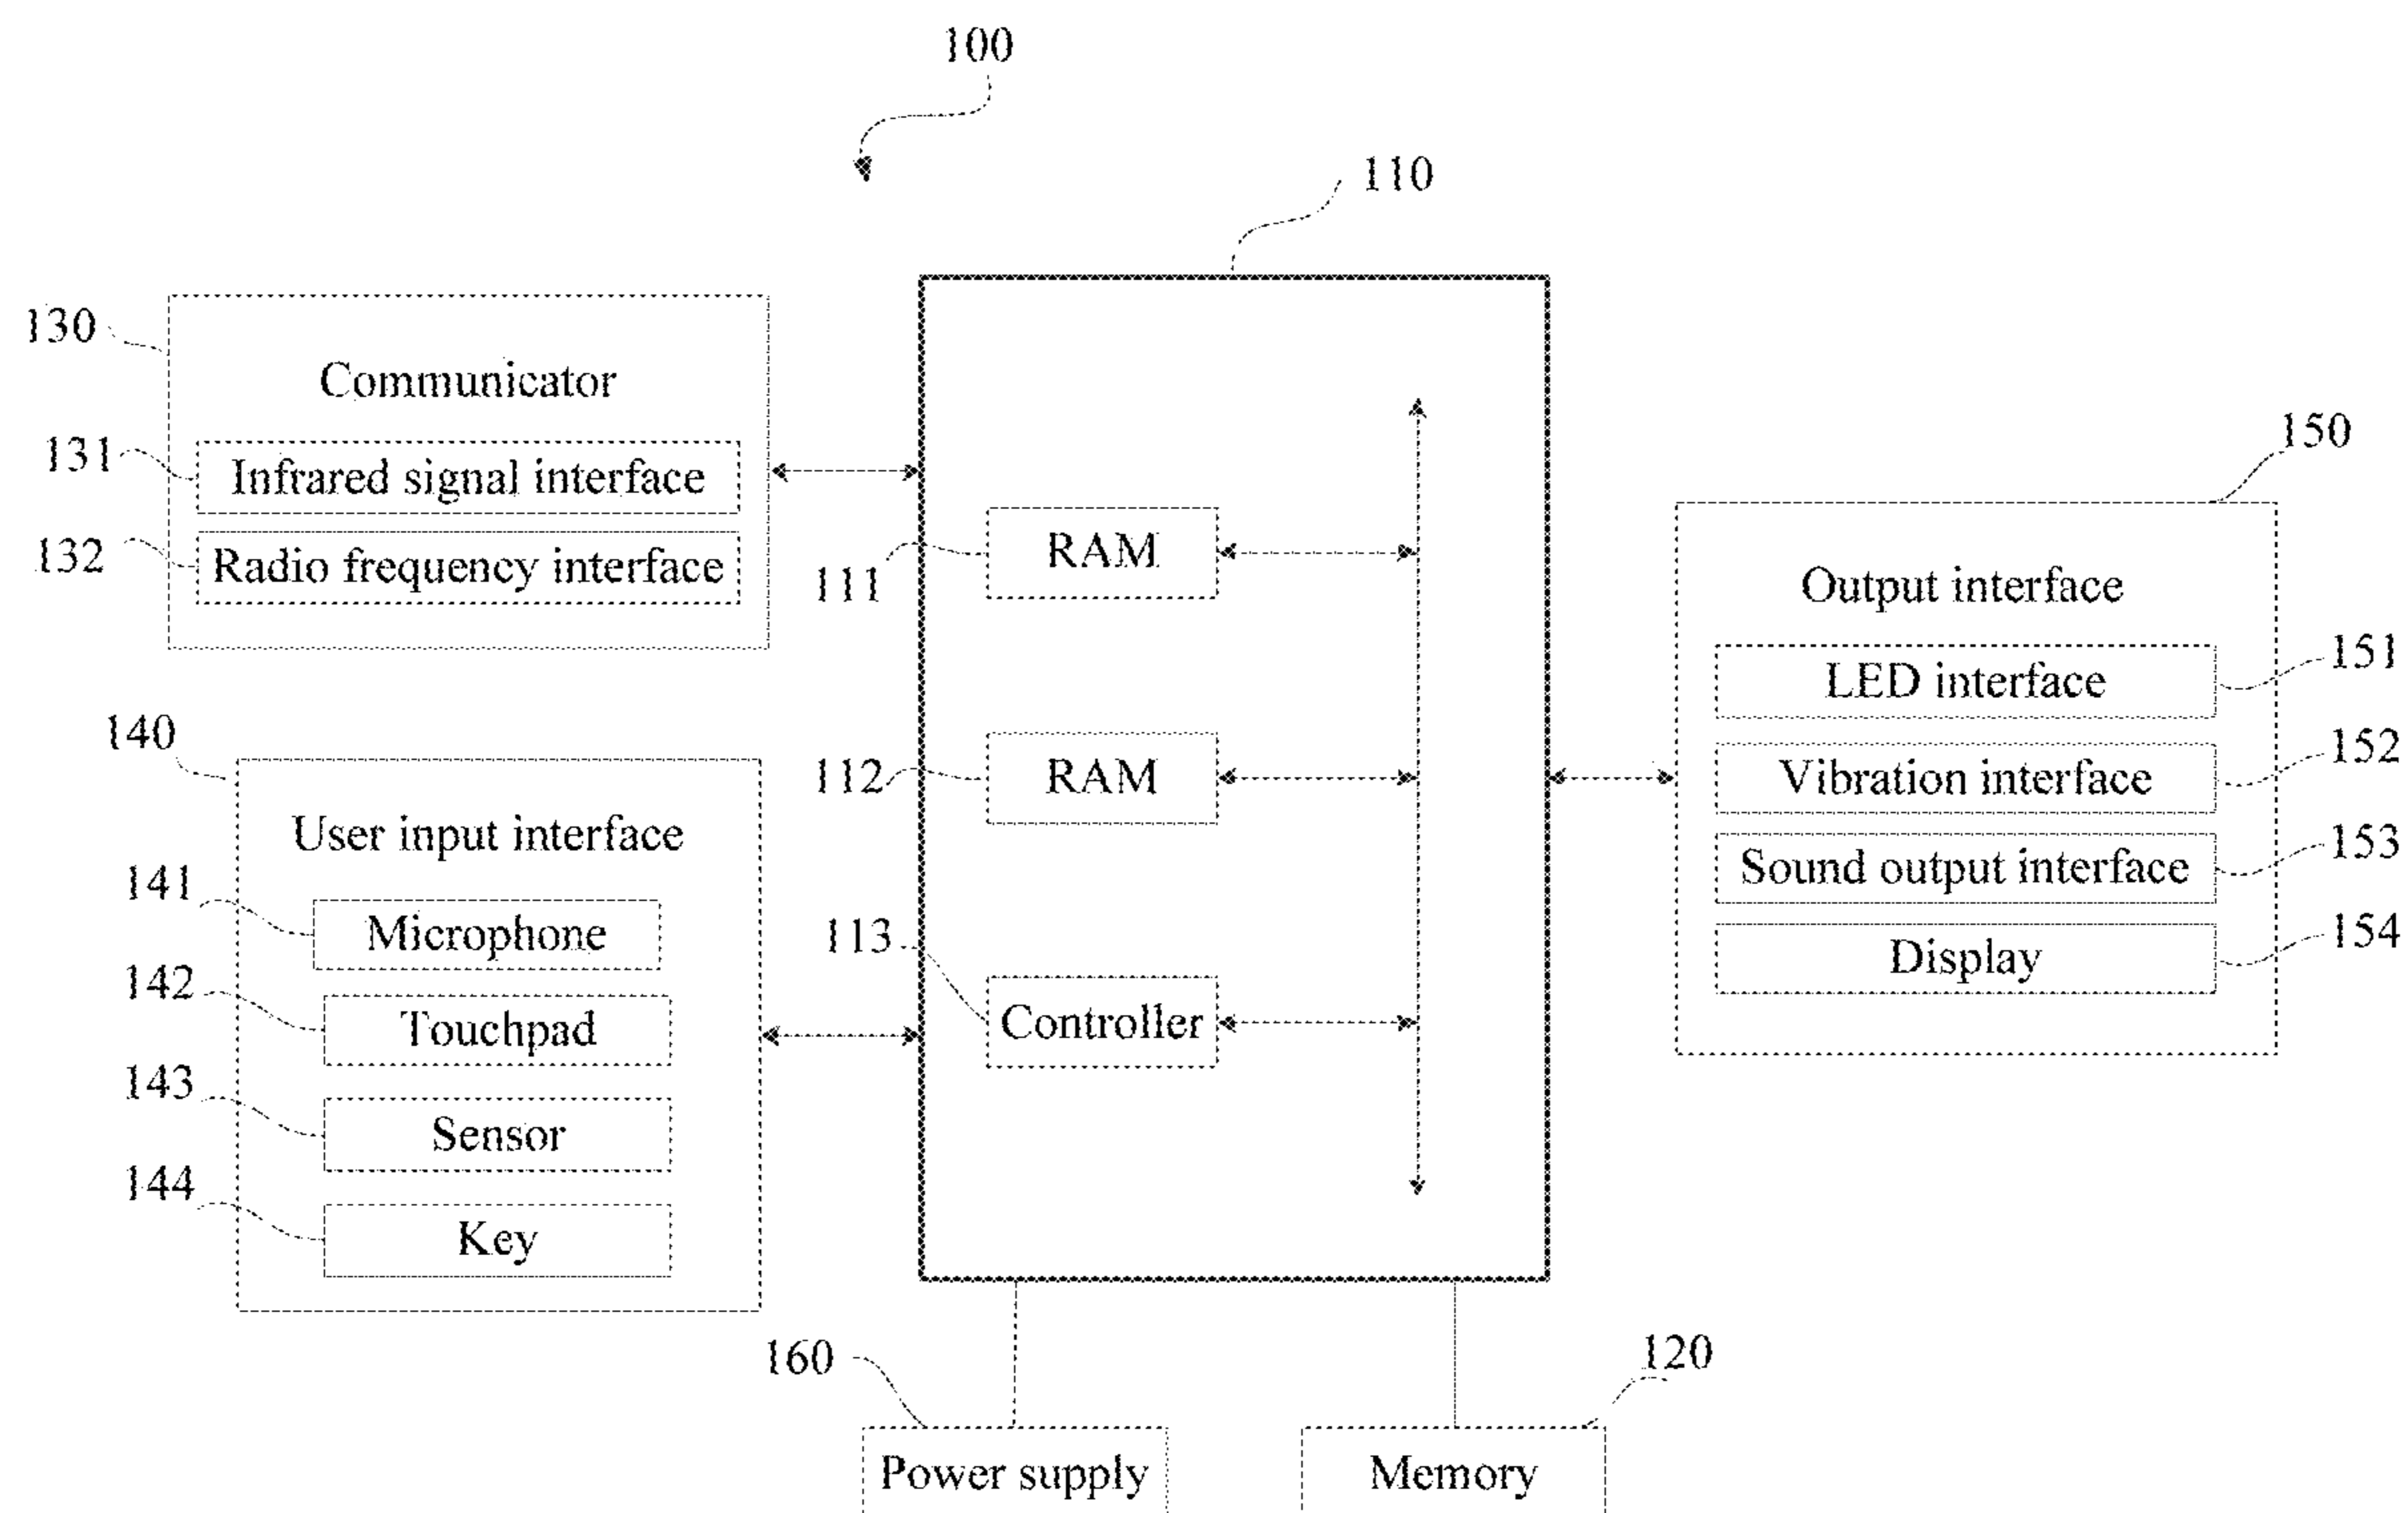 100
110
130
Communicator
131
Infrared signal interface
132
Radio frequency interface
111
RAM
112
RAM
113
Controller
140
User input interface
141
Microphone
142
Touchpad
143
Sensor
144
Key
150
Output interface
LED interface
151
Vibration interface
152
Sound output interface
153
Display
154
160
Power supply
120
Memory